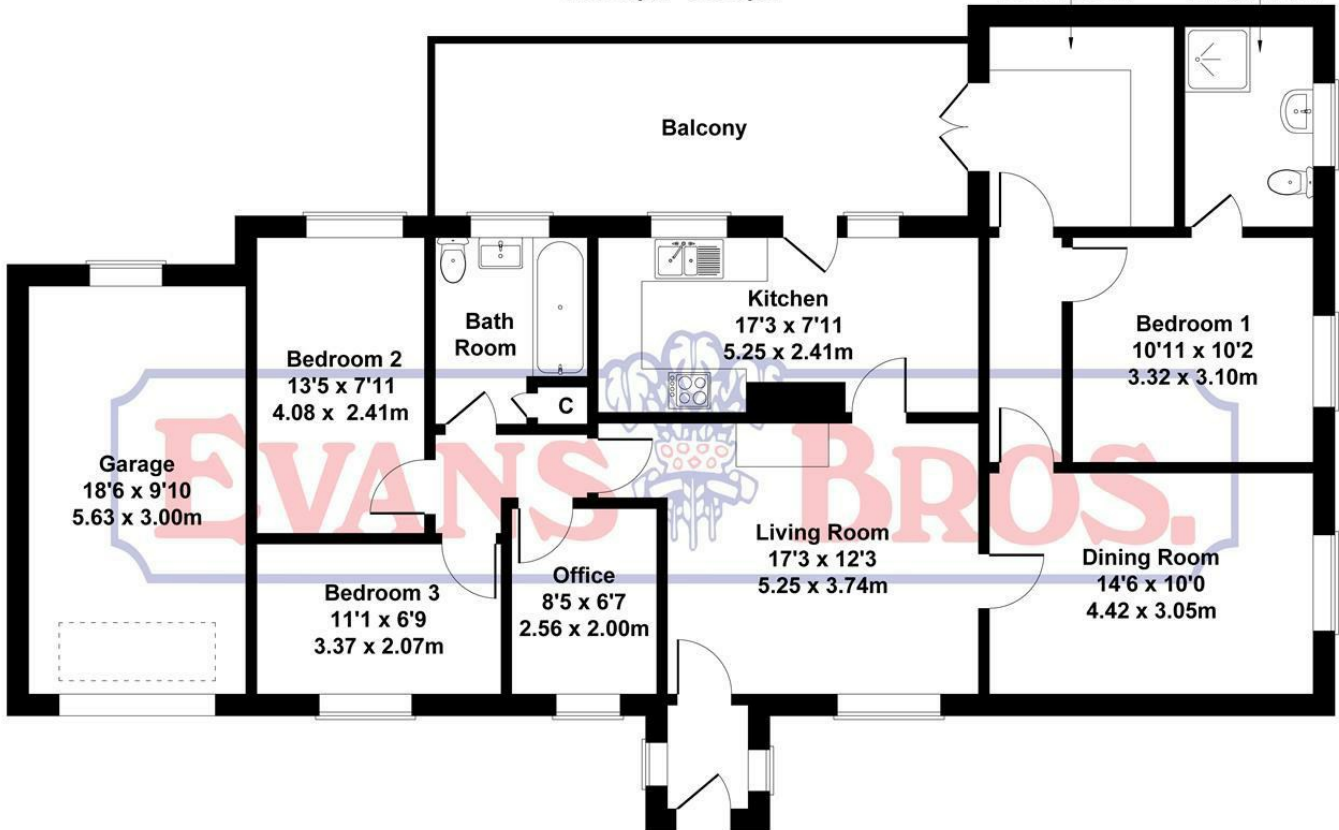 Balcony
Kitchen
17'3 x 7'11
5.25 x 2.41m
Bath
Room
Bedroom 1
10'11 x 10'2
3.32 x 3.10m
Bedroom 2
13'5 x 7'11
4.08 x 2.41m
C
Garage
18'6 x 9'10
5.63 x 3.00m
EVANS BROS.
Living Room
17'3 x 12'3
5.25 x 3.74m
Dining Room
14'6 x 10'0
4.42 x 3.05m
Office
8'5 x 6'7
2.56 x 2.00m
Bedroom 3
11'1 x 6'9
3.37 x 2.07m